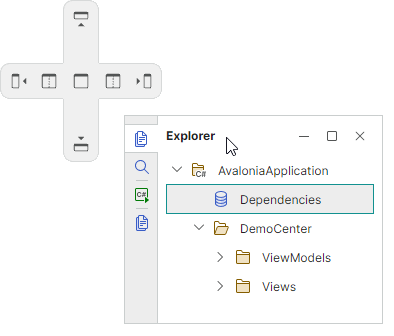 Explorer
C# AvaloniaApplication
C#
Dependencies
DemoCenter
ViewModels
Views